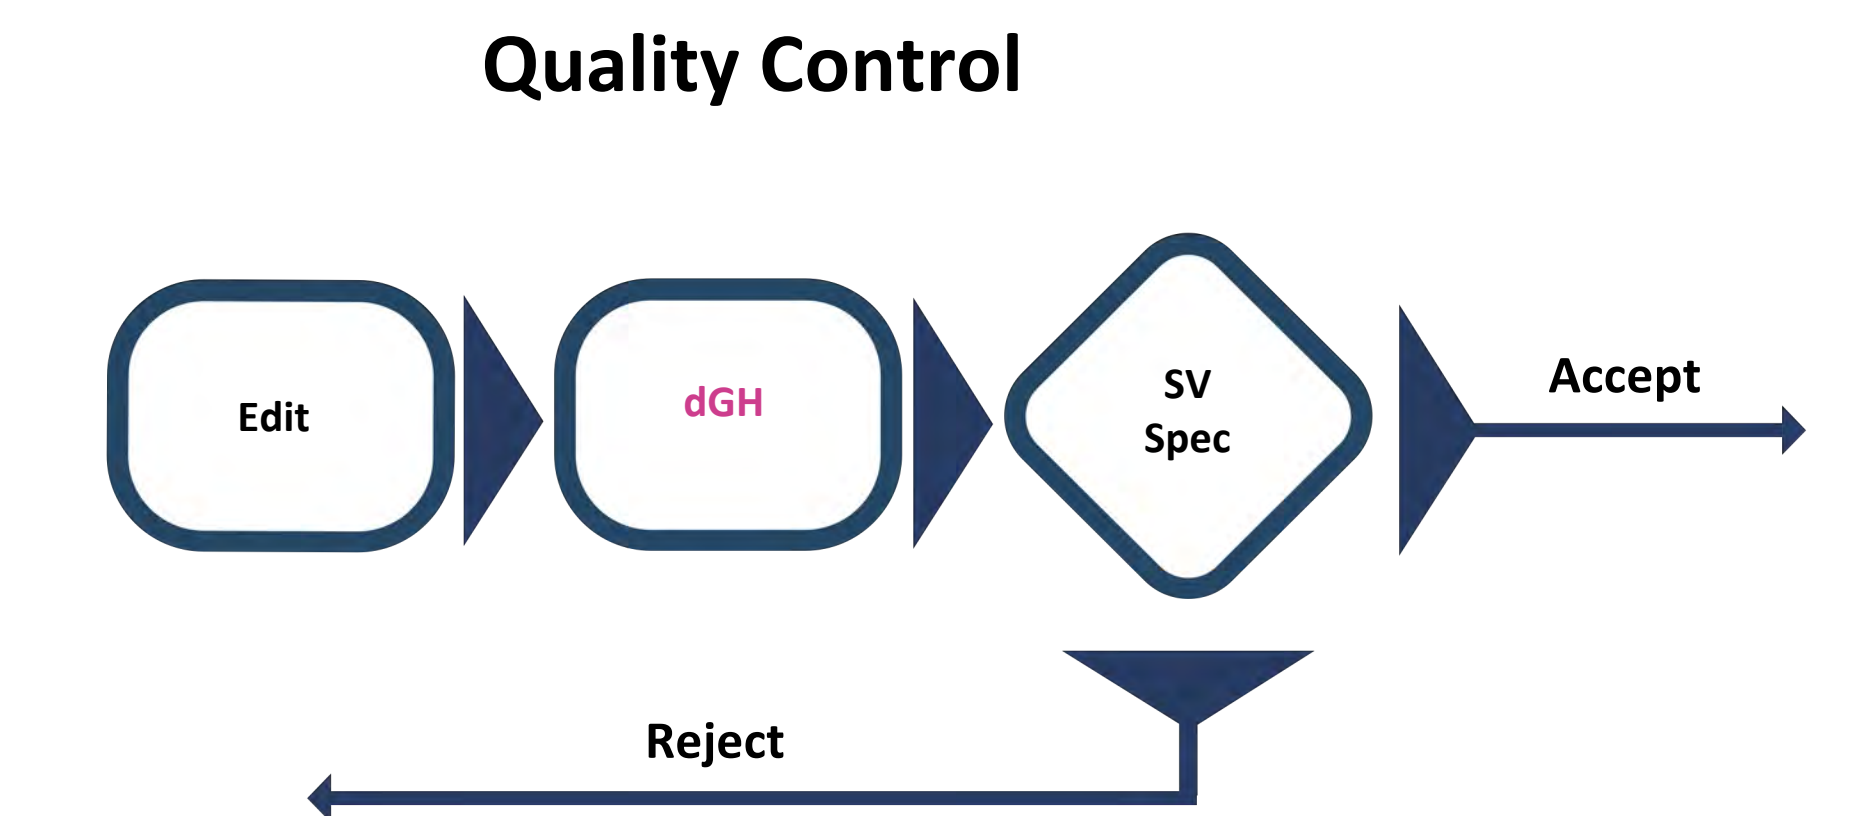 Quality Control
Edit
dGH
SV
Spec
Accept
Reject